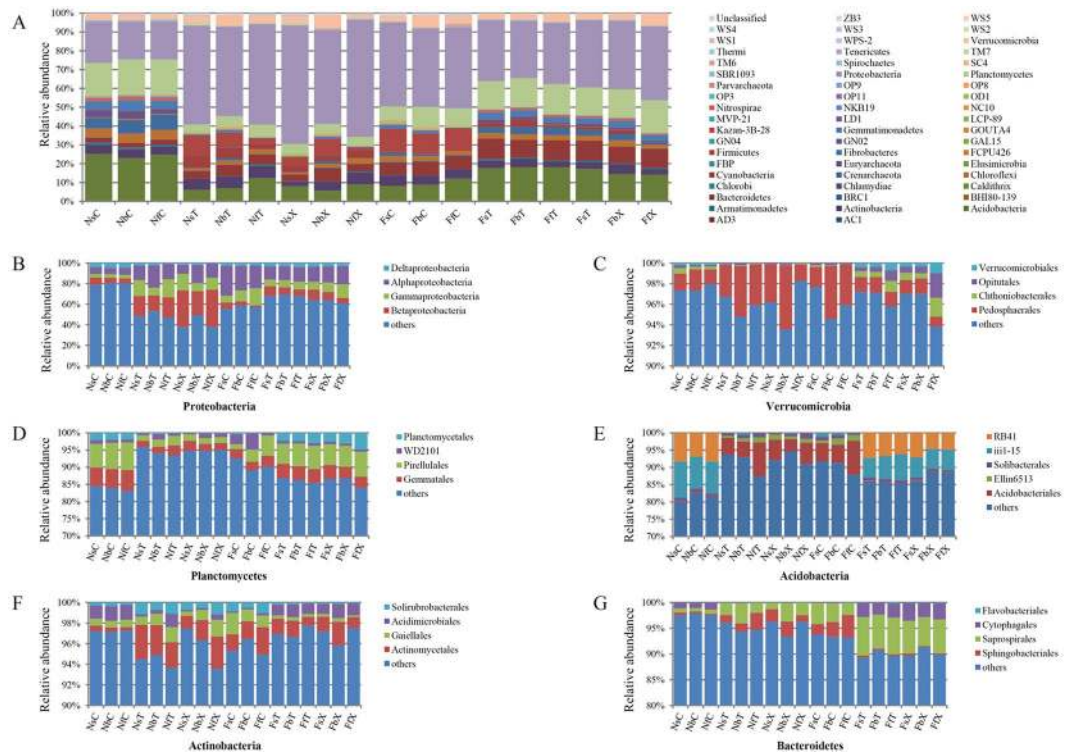 A
Relative abundance
100%
90%
80%
70%
60%
50%
40%
30%
20%
10%
0%
NsC NbC NfC NsT NbT NfT NsX NbX NfX FsC FbC FfC FsT FbT FfT FsT FbX FfX
Unclassified ZB3 WS5
WS4 WS3 WS2
WS1 WPS-2 Verrucomicrobia
Thermi Tenericutes TM7
TM6 Spirochaetes SC4
SBR1093 Proteobacteria Planctomycetes
Parvarchaeota OP9 OP8
OP3 OP11 OD1
Nitrospirae NKB19 NC10
MVP-21 LD1 LCP-89
Kazan-3B-28 Gemmatimonadetes GOUTA4
GN04 GN02 GAL15
Firmicutes Fibrobacteres FCPU426
FBP Euryarchaeota Elusimicrobia
Cyanobacteria Crenarchaeota Chloroflexi
Chlorobi Chlamydiae Caldithrix
Bacteroidetes BRC1 BHI80-139
Armatimonadetes Actinobacteria Acidobacteria
AD3 AC1
B
Relative abundance
100%
80%
60%
40%
20%
0%
NsC NbC NfC NsT NbT NfT NsX NbX NfX FsC FbC FfC FsT FbT FfT FsX FbX FfX
Proteobacteria
Deltaproteobacteria
Alphaproteobacteria
Gammaproteobacteria
Betaproteobacteria
others
C
Relative abundance
100%
98%
96%
94%
92%
90%
NsC NbC NfC NsT NbT NfT NsX NbX NfX FsC FbC FfC FsT FbT FfT FsX FbX FfX
Verrucomicrobia
Verrucomicrobiales
Opitutales
Chthoniobacterales
Pedosphaerales
others
D
Relative abundance
100%
95%
90%
85%
80%
75%
70%
NsC NbC NfC NsT NbT NfT NsX NbX NfX FsC FbC FfC FsT FbT FfT FsX FbX FfX
Planctomycetes
Planctomycetales
WD2101
Pirellulales
Gemmatales
others
E
Relative abundance
100%
95%
90%
85%
80%
75%
70%
NsC NbC NfC NsT NbT NfT NsX NbX NfX FsC FbC FfC FsT FbT FfT FsX FbX FfX
Acidobacteria
RB41
iii1-15
Solibacterales
Ellin6513
Acidobacteriales
others
F
Relative abundance
100%
98%
96%
94%
92%
90%
NsC NbC NfC NsT NbT NfT NsX NbX NfX FsC FbC FfC FsT FbT FfT FsX FbX FfX
Actinobacteria
Solirubrobacterales
Acidimicrobiales
Gaiellales
Actinomycetales
others
G
Relative abundance
100%
95%
90%
85%
80%
NsC NbC NfC NsT NbT NfT NsX NbX NfX FsC FbC FfC FsT FbT FfT FsX FbX FfX
Bacteroidetes
Flavobacteriales
Cytophagales
Saprospirales
Sphingobacteriales
others